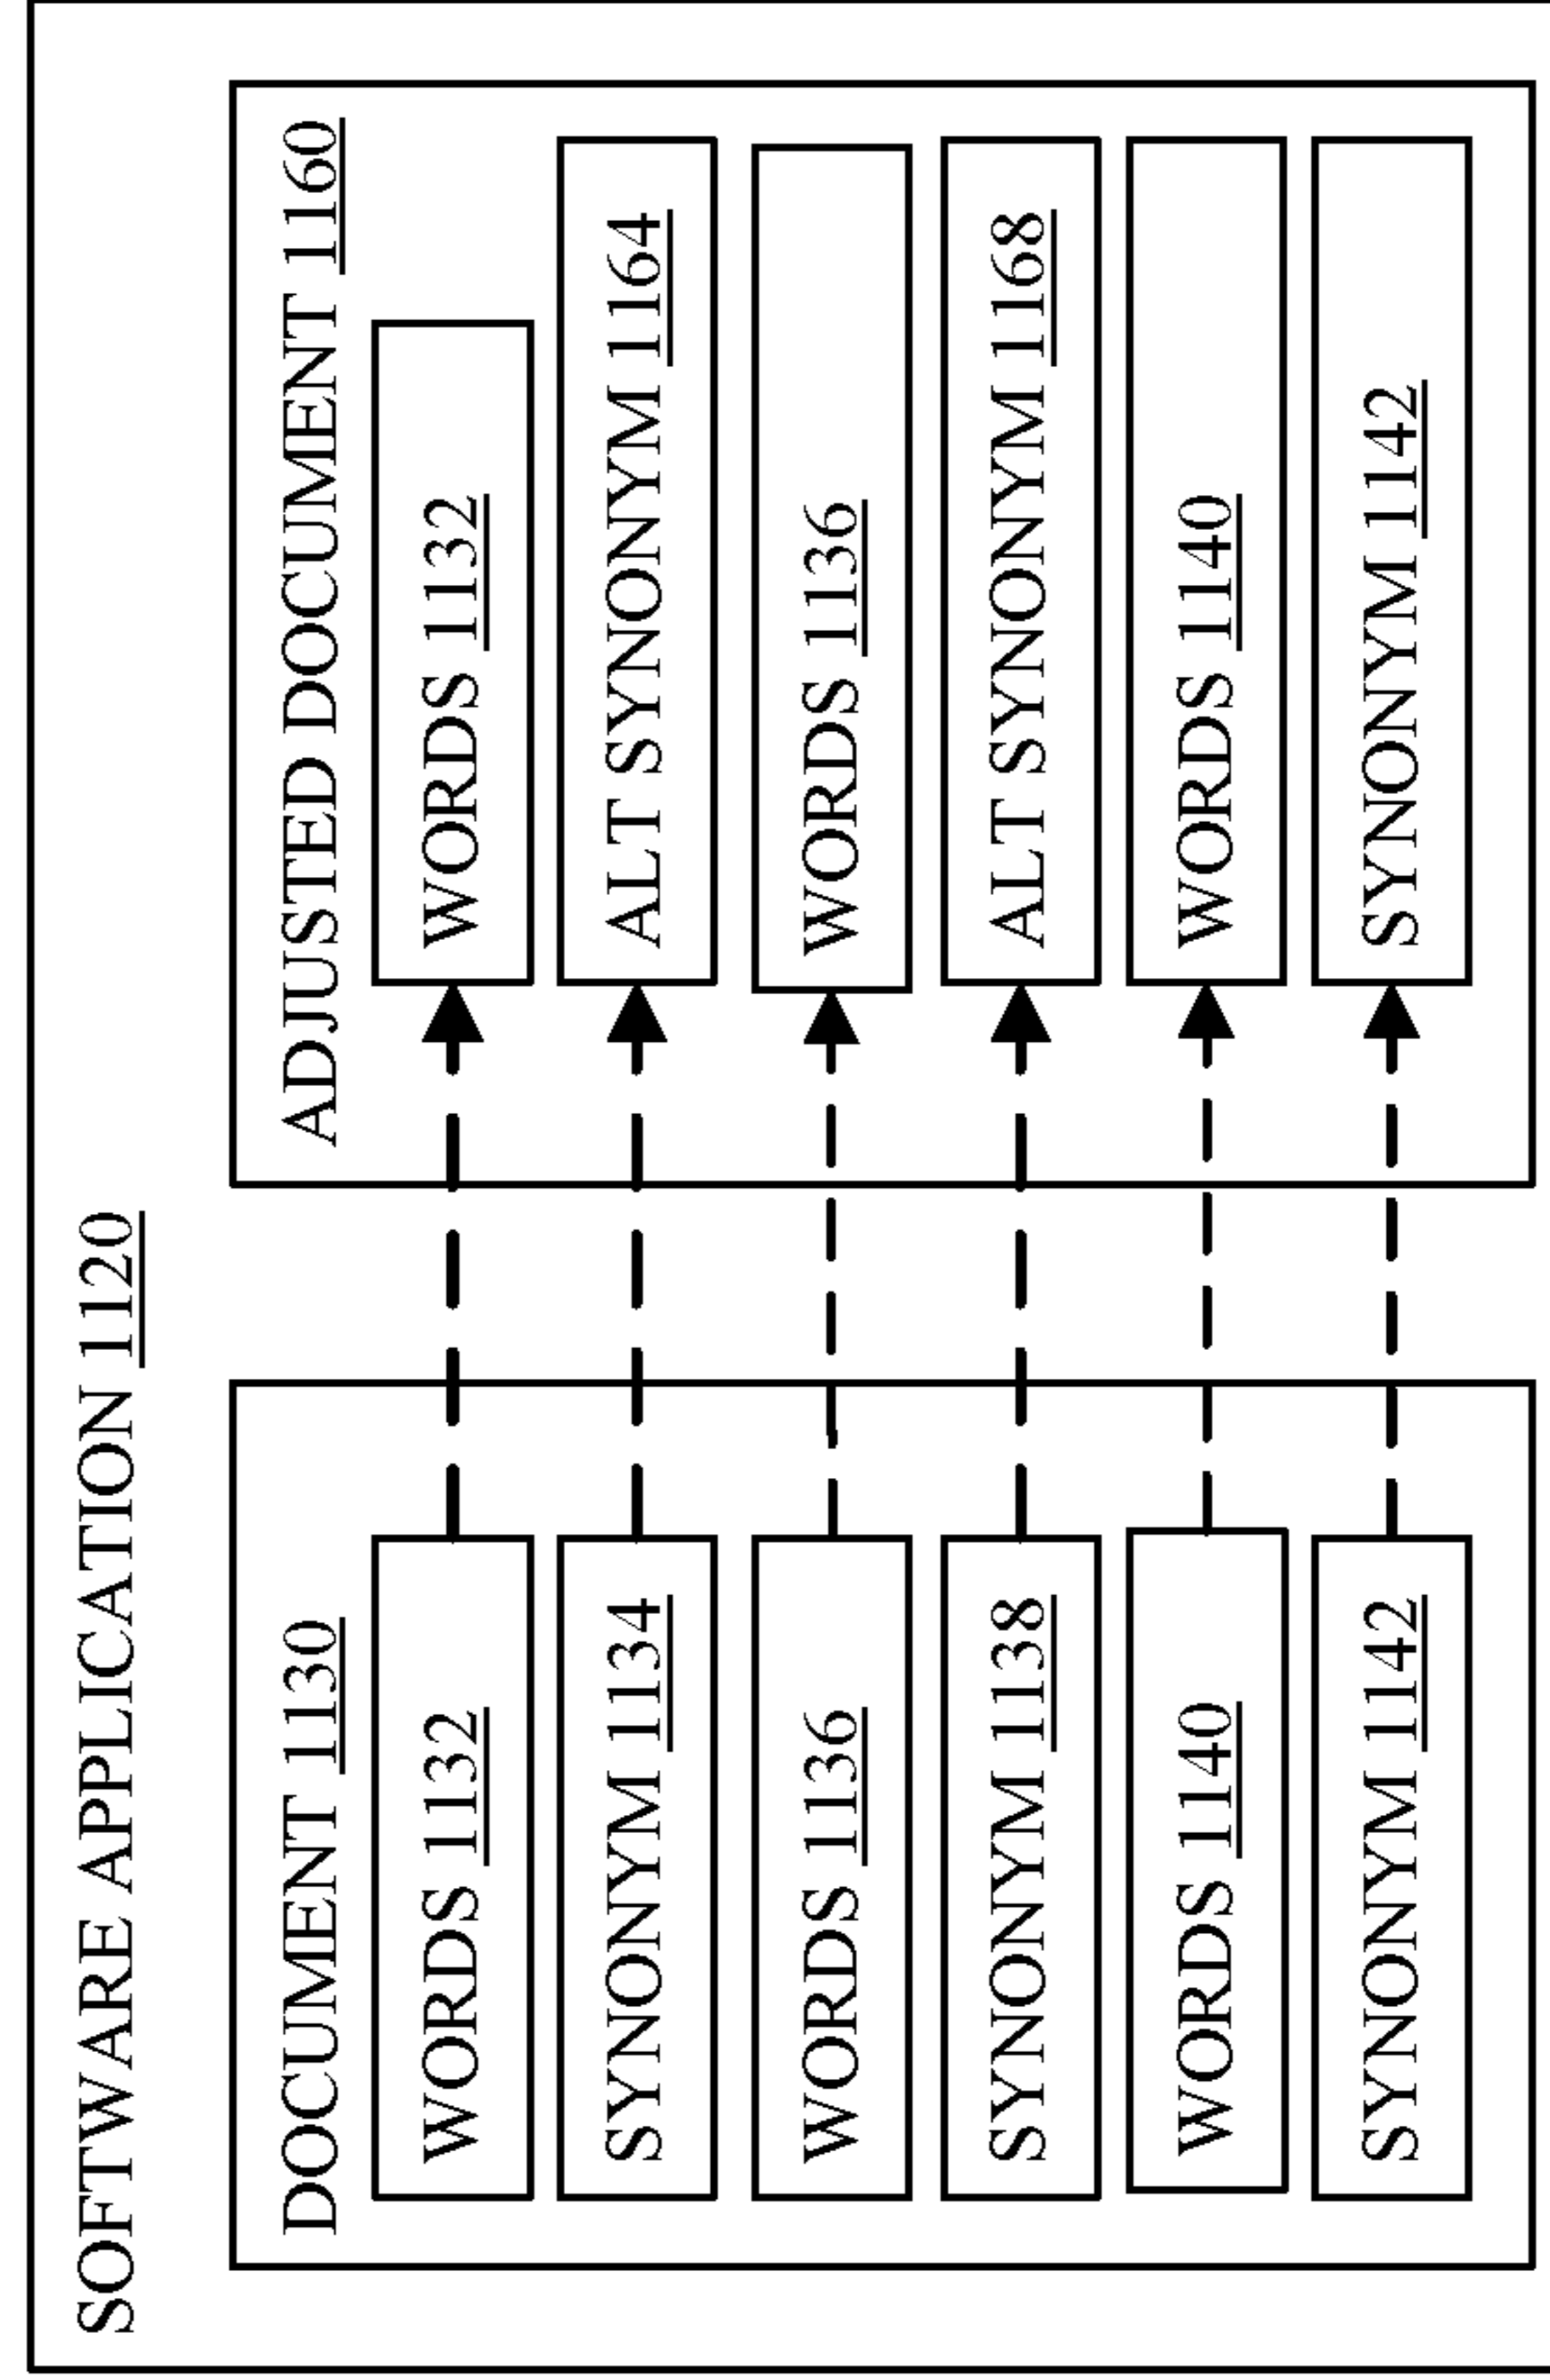 SOFTWARE APPLICATION 1120
DOCUMENT 1130
WORDS 1132
SYNONYM 1134
WORDS 1136
SYNONYM 1138
WORDS 1140
SYNONYM 1142
ADJUSTED DOCUMENT 1160
WORDS 1132
ALT SYNONYM 1164
WORDS 1136
ALT SYNONYM 1168
WORDS 1140
SYNONYM 1142